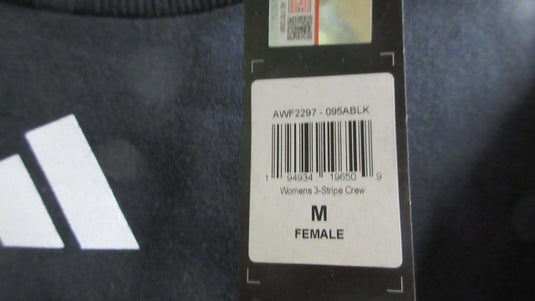 AWF2297 - 095ABLK
1 94934 19650 9
Womens 3-Stripe Crew
M
FEMALE